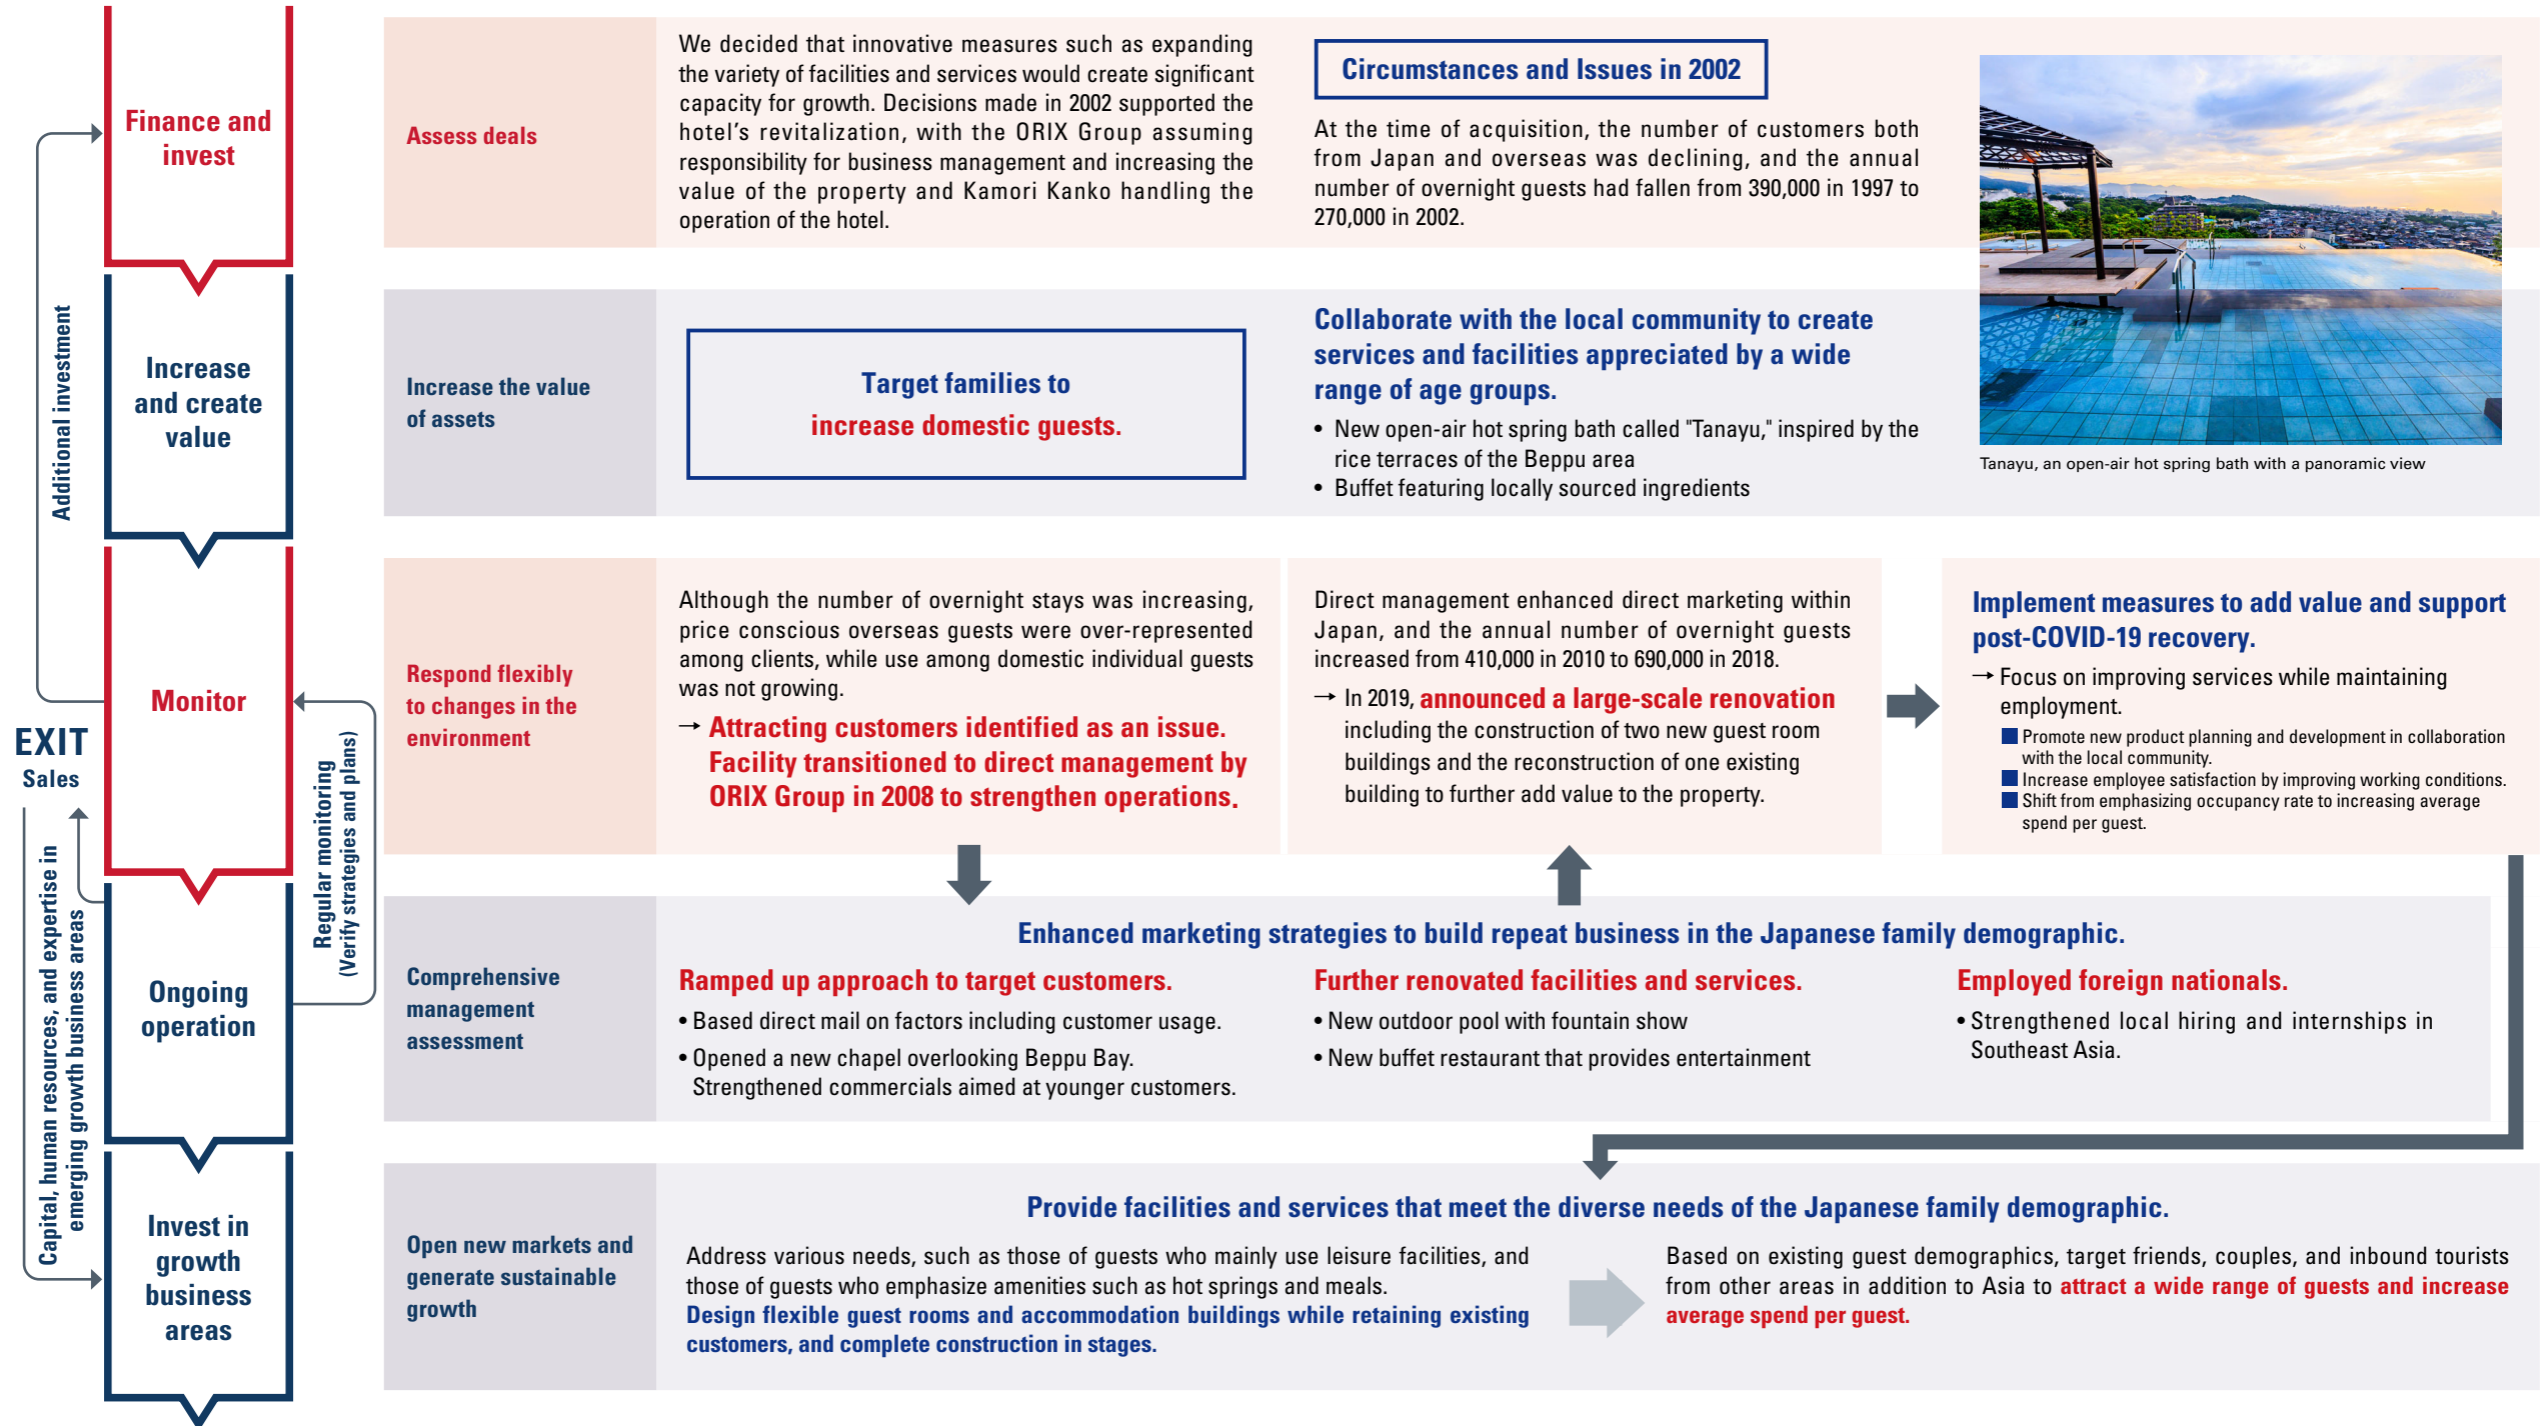 Finance and
invest
Increase
and create
value
Monitor
Ongoing
operation
Invest in
growth
business
areas
Additional investment
EXIT
Sales
Regular monitoring
(Verify strategies and plans)
Capital, human resources, and expertise in
emerging growth business areas
Assess deals
We decided that innovative measures such as expanding
the variety of facilities and services would create significant
capacity for growth. Decisions made in 2002 supported the
hotel's revitalization, with the ORIX Group assuming
responsibility for business management and increasing the
value of the property and Kamori Kanko handling the
operation of the hotel.
Circumstances and Issues in 2002
At the time of acquisition, the number of customers both
from Japan and overseas was declining, and the annual
number of overnight guests had fallen from 390,000 in 1997 to
270,000 in 2002.
Increase the value
of assets
Target families to
increase domestic guests.
Collaborate with the local community to create
services and facilities appreciated by a wide
range of age groups.
• New open-air hot spring bath called "Tanayu," inspired by the
rice terraces of the Beppu area
• Buffet featuring locally sourced ingredients
Tanayu, an open-air hot spring bath with a panoramic view
Respond flexibly
to changes in the
environment
Although the number of overnight stays was increasing,
price conscious overseas guests were over-represented
among clients, while use among domestic individual guests
was not growing.
→ Attracting customers identified as an issue.
Facility transitioned to direct management by
ORIX Group in 2008 to strengthen operations.
Direct management enhanced direct marketing within
Japan, and the annual number of overnight guests
increased from 410,000 in 2010 to 690,000 in 2018.
→ In 2019, announced a large-scale renovation
including the construction of two new guest room
buildings and the reconstruction of one existing
building to further add value to the property.
Implement measures to add value and support
post-COVID-19 recovery.
→ Focus on improving services while maintaining
employment.
■ Promote new product planning and development in collaboration
with the local community.
■ Increase employee satisfaction by improving working conditions.
■ Shift from emphasizing occupancy rate to increasing average
spend per guest.
Comprehensive
management
assessment
Enhanced marketing strategies to build repeat business in the Japanese family demographic.
Ramped up approach to target customers.
• Based direct mail on factors including customer usage.
• Opened a new chapel overlooking Beppu Bay.
Strengthened commercials aimed at younger customers.
Further renovated facilities and services.
• New outdoor pool with fountain show
• New buffet restaurant that provides entertainment
Employed foreign nationals.
• Strengthened local hiring and internships in
Southeast Asia.
Open new markets and
generate sustainable
growth
Provide facilities and services that meet the diverse needs of the Japanese family demographic.
Address various needs, such as those of guests who mainly use leisure facilities, and
those of guests who emphasize amenities such as hot springs and meals.
Design flexible guest rooms and accommodation buildings while retaining existing
customers, and complete construction in stages.
Based on existing guest demographics, target friends, couples, and inbound tourists
from other areas in addition to Asia to attract a wide range of guests and increase
average spend per guest.